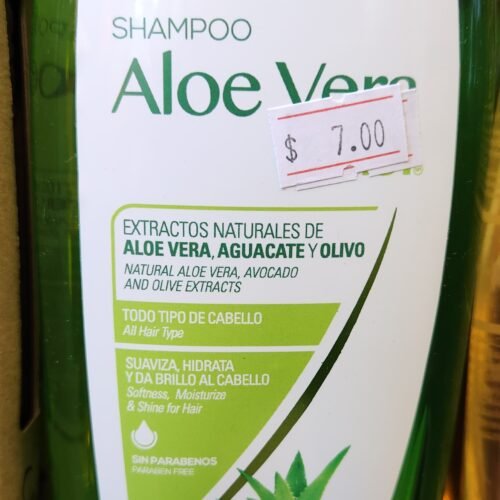 SHAMPOO
Aloe Vera
$ 7.00
EXTRACTOS NATURALES DE
ALOE VERA, AGUACATE Y OLIVO
NATURAL ALOE VERA, AVOCADO
AND OLIVE EXTRACTS
TODO TIPO DE CABELLO
All Hair Type
SUAVIZA, HIDRATA
Y DA BRILLO AL CABELLO
Softness, Moisturize
& Shine for Hair
SIN PARABENOS
PARABEN FREE